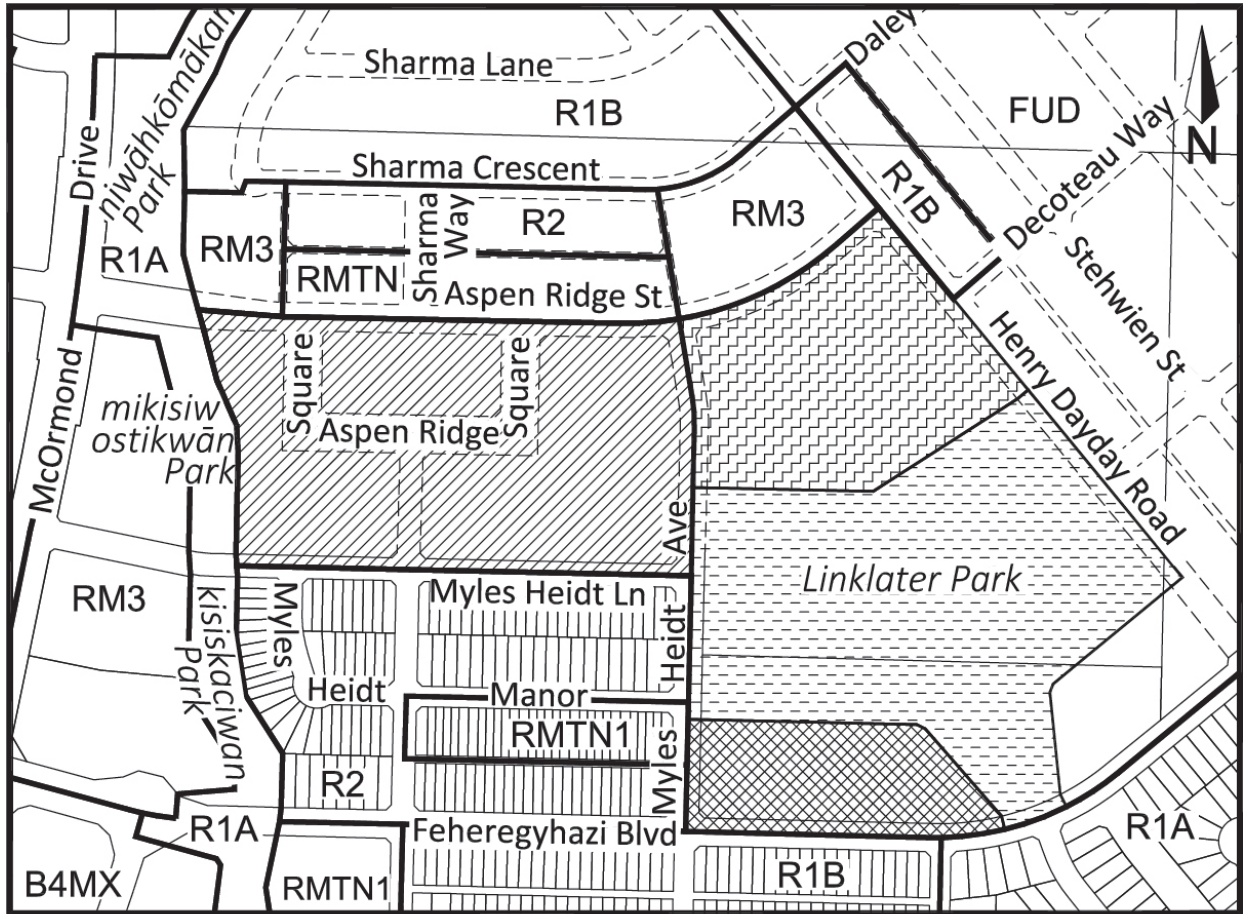 niwāhkōmākan
Park
Sharma Lane
Daley
R1B
FUD
N
Drive
Sharma Crescent
Decoteau Way
R1A
RM3
Sharma
Way
R2
RM3
R1B
RMTN
Aspen Ridge St
Stehwien St
Square
Square
Aspen Ridge
mikisiw
ostikwān
Park
McOrmond
Henry Dayday Road
Ave
Linklater Park
RM3
kisiskaciwan
Park
Myles
Myles Heidt Ln
Heidt
Heidt
Manor
RMTN1
Myles
R2
R1A
Feheregyhazi Blvd
R1A
B4MX
RMTN1
R1B